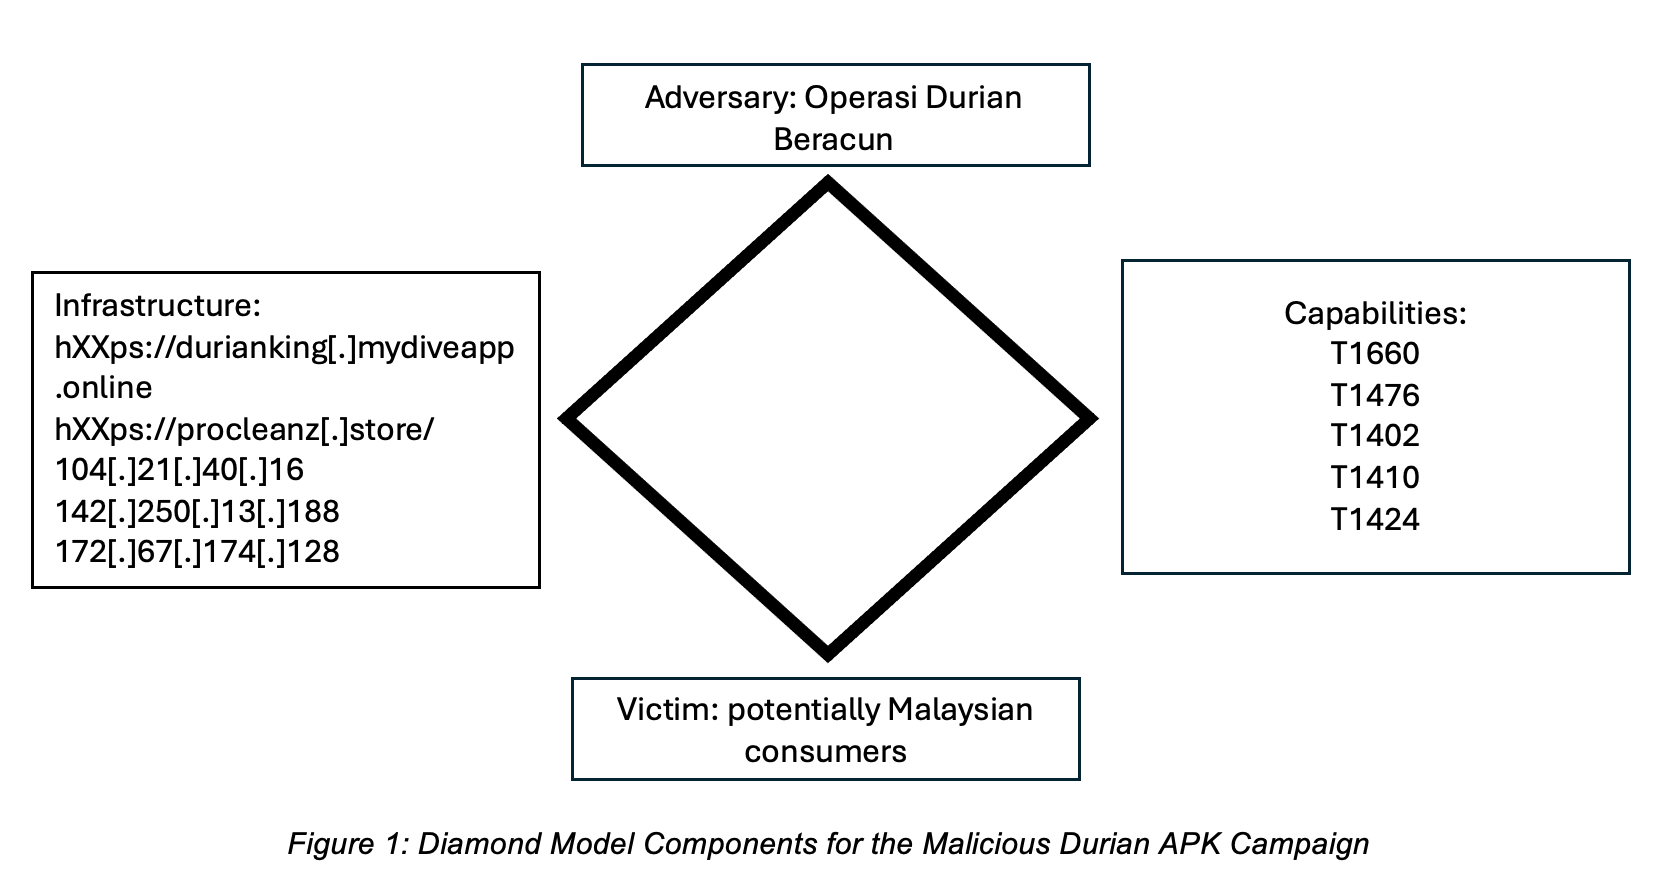 Adversary: Operasi Durian
Beracun
Infrastructure:
hXXps://durianking[.]mydiveapp
.online
hXXps://procleanz[.]store/
104[.]21[.]40[.]16
142[.]250[.]13[.]188
172[.]67[.]174[.]128
Capabilities:
T1660
T1476
T1402
T1410
T1424
Victim: potentially Malaysian
consumers
Figure 1: Diamond Model Components for the Malicious Durian APK Campaign